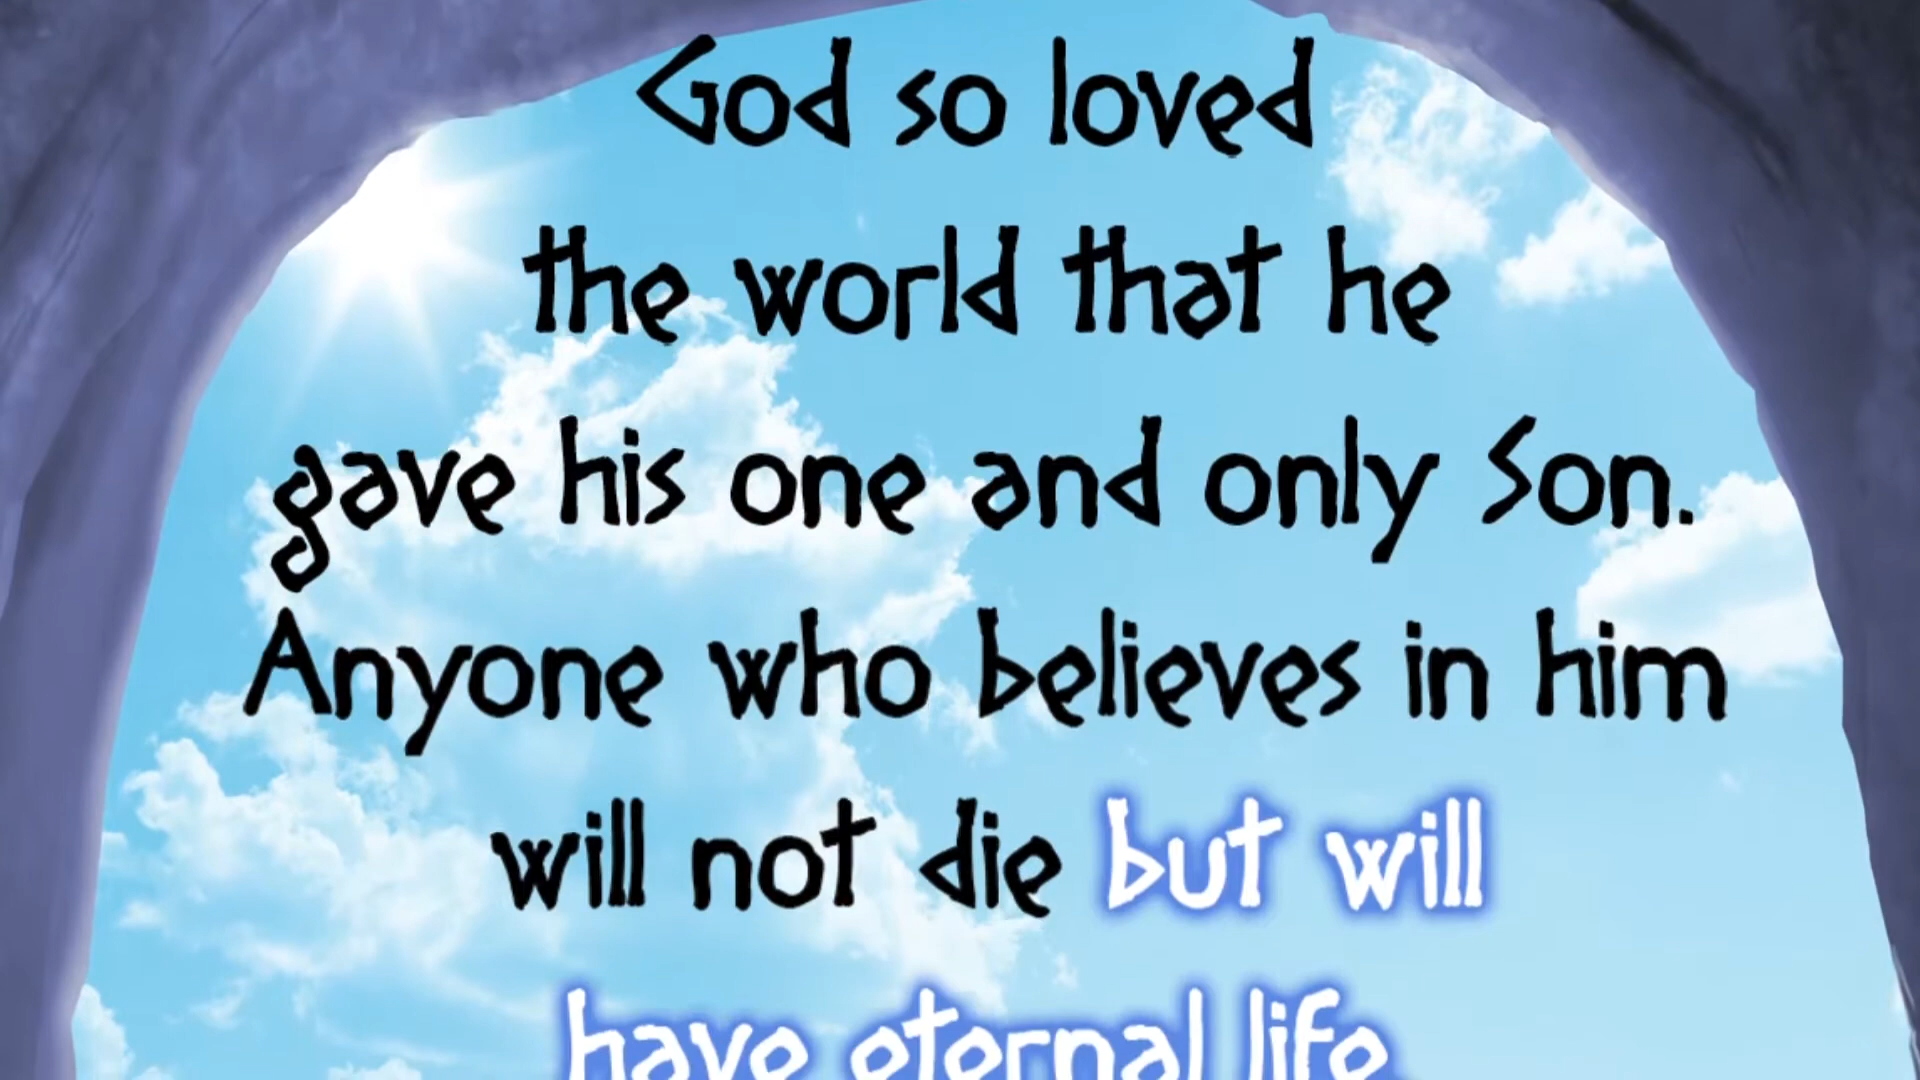 God so loved
the world that he
gave his one and only Son.
Anyone who believes in him
will not die but will
have eternal life